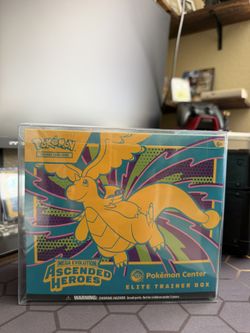 Pokémon
TRADING CARD GAME
MEGA EVOLUTION
ASCENDED
HEROES
Pokémon Center
ELITE TRAINER BOX
WARNING: